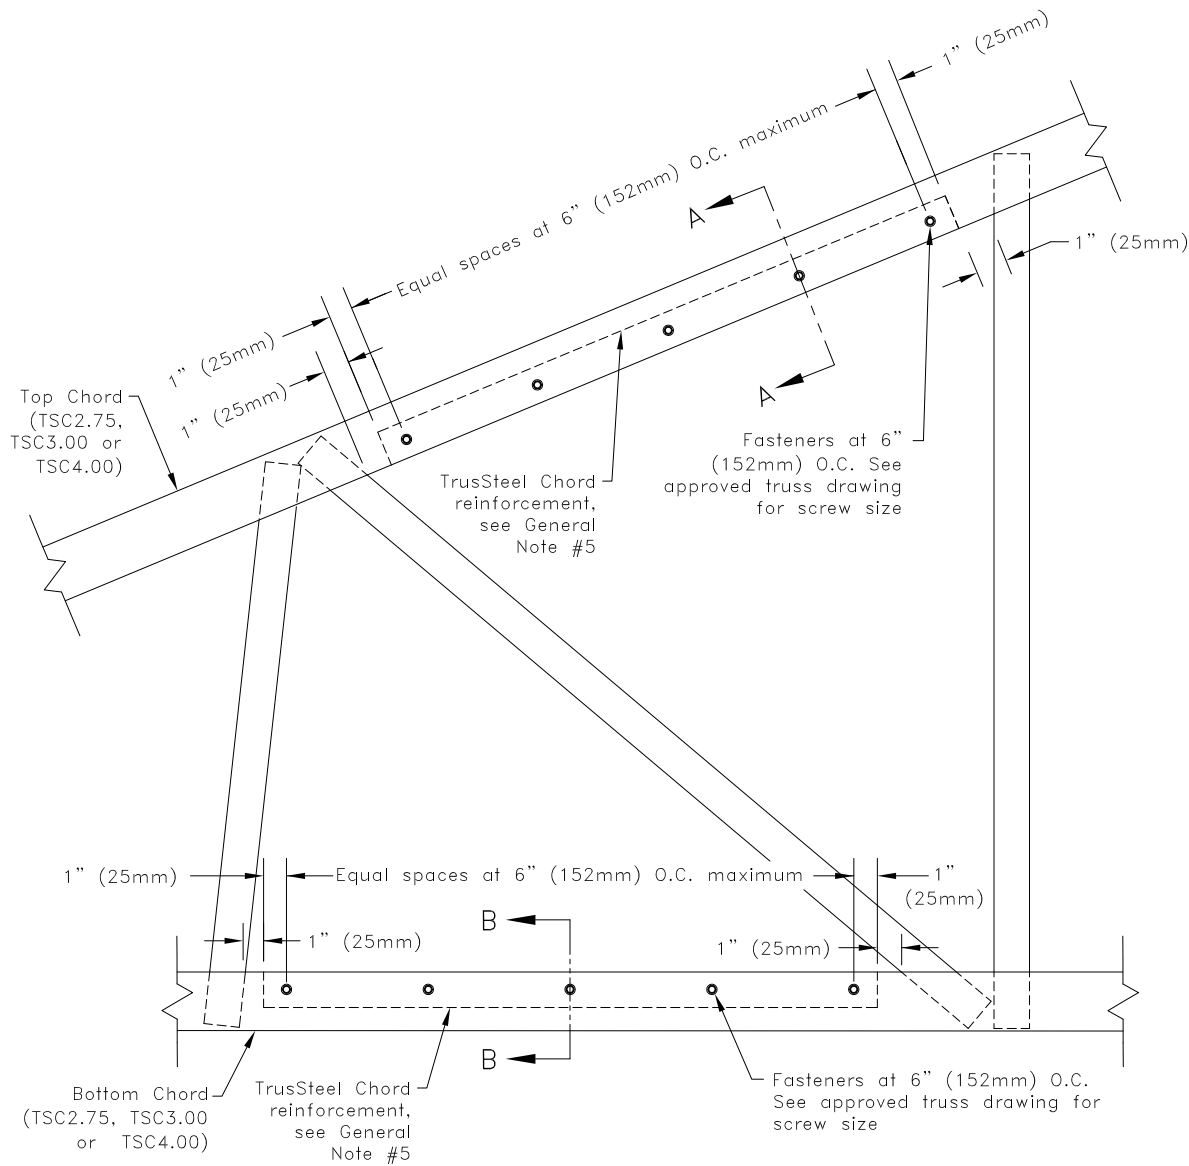 1” (25mm)
Equal spaces at 6” (152mm) O.C. maximum
A
1” (25mm)
1” (25mm)
1” (25mm)
A
Top Chord
(TSC2.75,
TSC3.00 or
TSC4.00)
TrusSteel Chord
reinforcement,
see General
Note #5
Fasteners at 6”
(152mm) O.C. See
approved truss drawing
for screw size
1” (25mm)
Equal spaces at 6” (152mm) O.C. maximum
1”
(25mm)
B
1” (25mm)
1” (25mm)
B
Bottom Chord
(TSC2.75, TSC3.00
or TSC4.00)
TrusSteel Chord
reinforcement,
see General
Note #5
Fasteners at 6” (152mm) O.C.
See approved truss drawing for
screw size